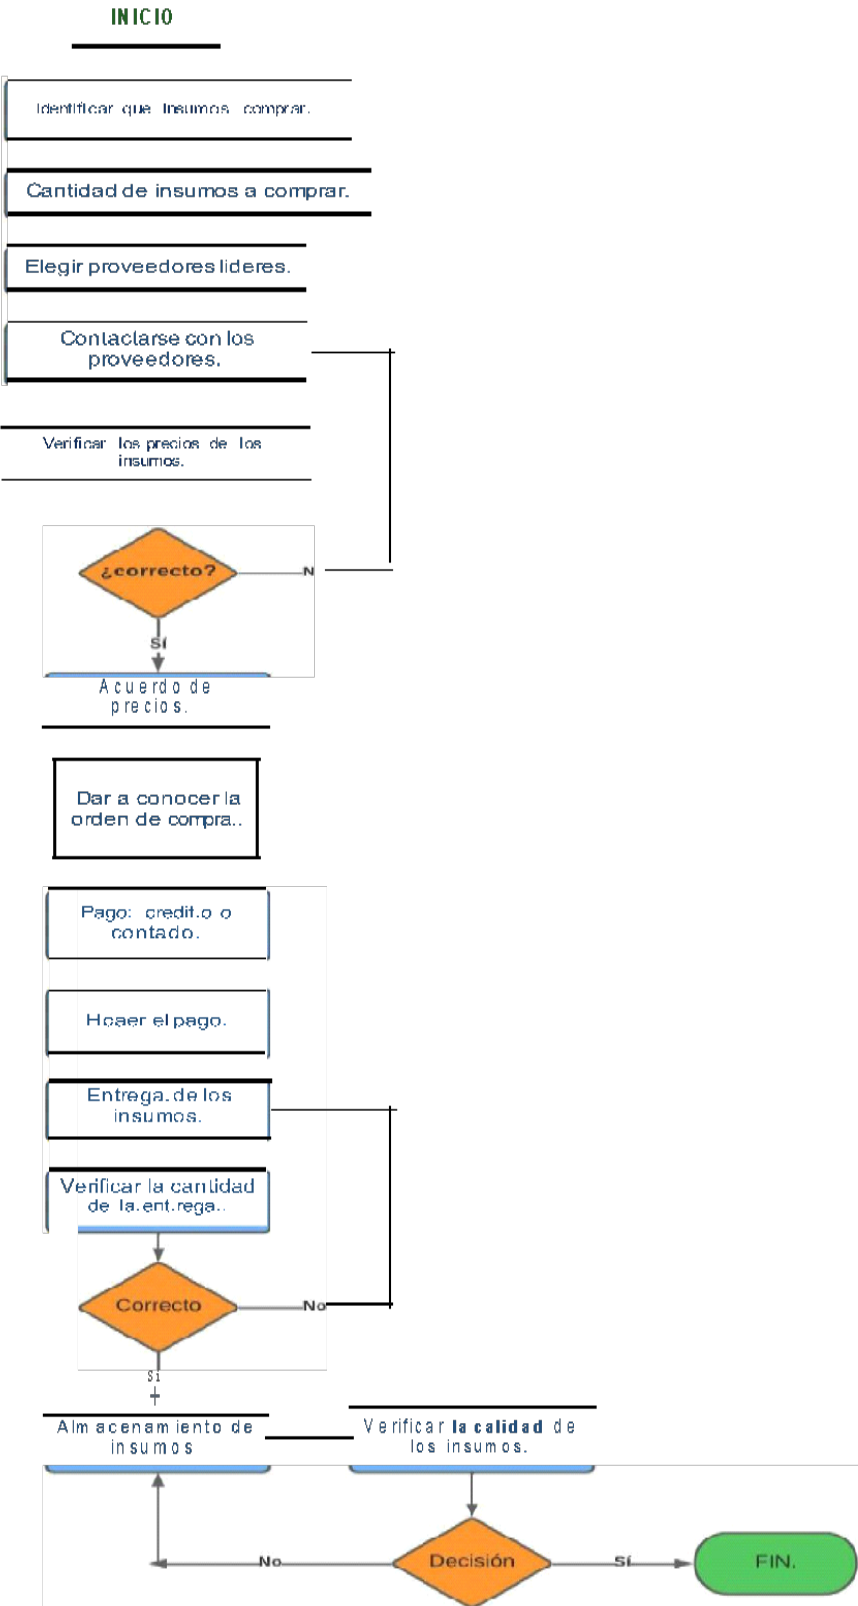 INICIO
Identificar que insumos comprar.
Cantidad de insumos a comprar.
Elegir proveedores lideres.
Contactarse con los
proveedores.
Verificar los precios de los
insumos.
¿correcto?
N
Sí
Acuerdo de
precios.
Dar a conocer la
orden de compra..
Pago: credit.o o
contado.
Hcaer el pago.
Entrega.de los
insumos.
Verificar la cantidad
de la.ent.rega..
Correcto
No
Si
Almacenamiento de
insumos
Verificar la calidad de
los insumos.
No
Decisión
Sí
FIN.